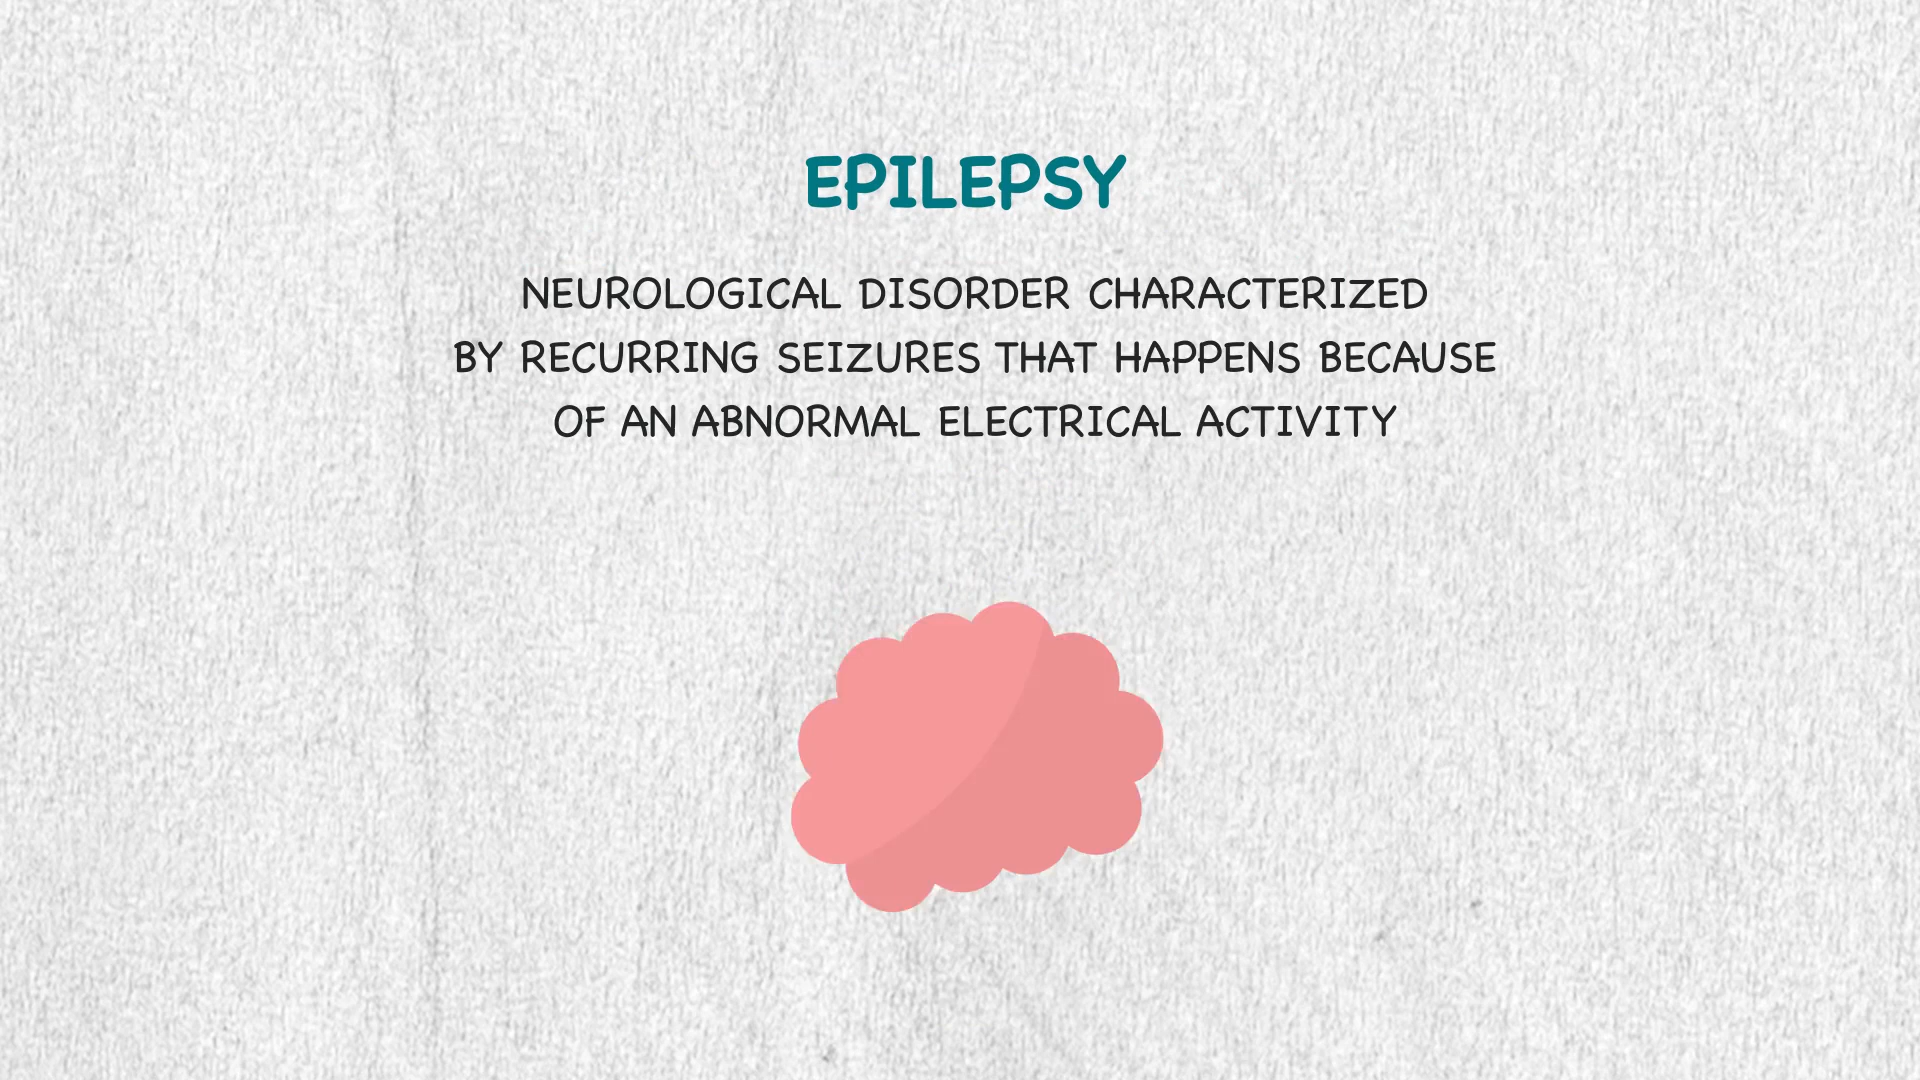 EPILEPSY
NEUROLOGICAL DISORDER CHARACTERIZED
BY RECURRING SEIZURES THAT HAPPENS BECAUSE
OF AN ABNORMAL ELECTRICAL ACTIVITY